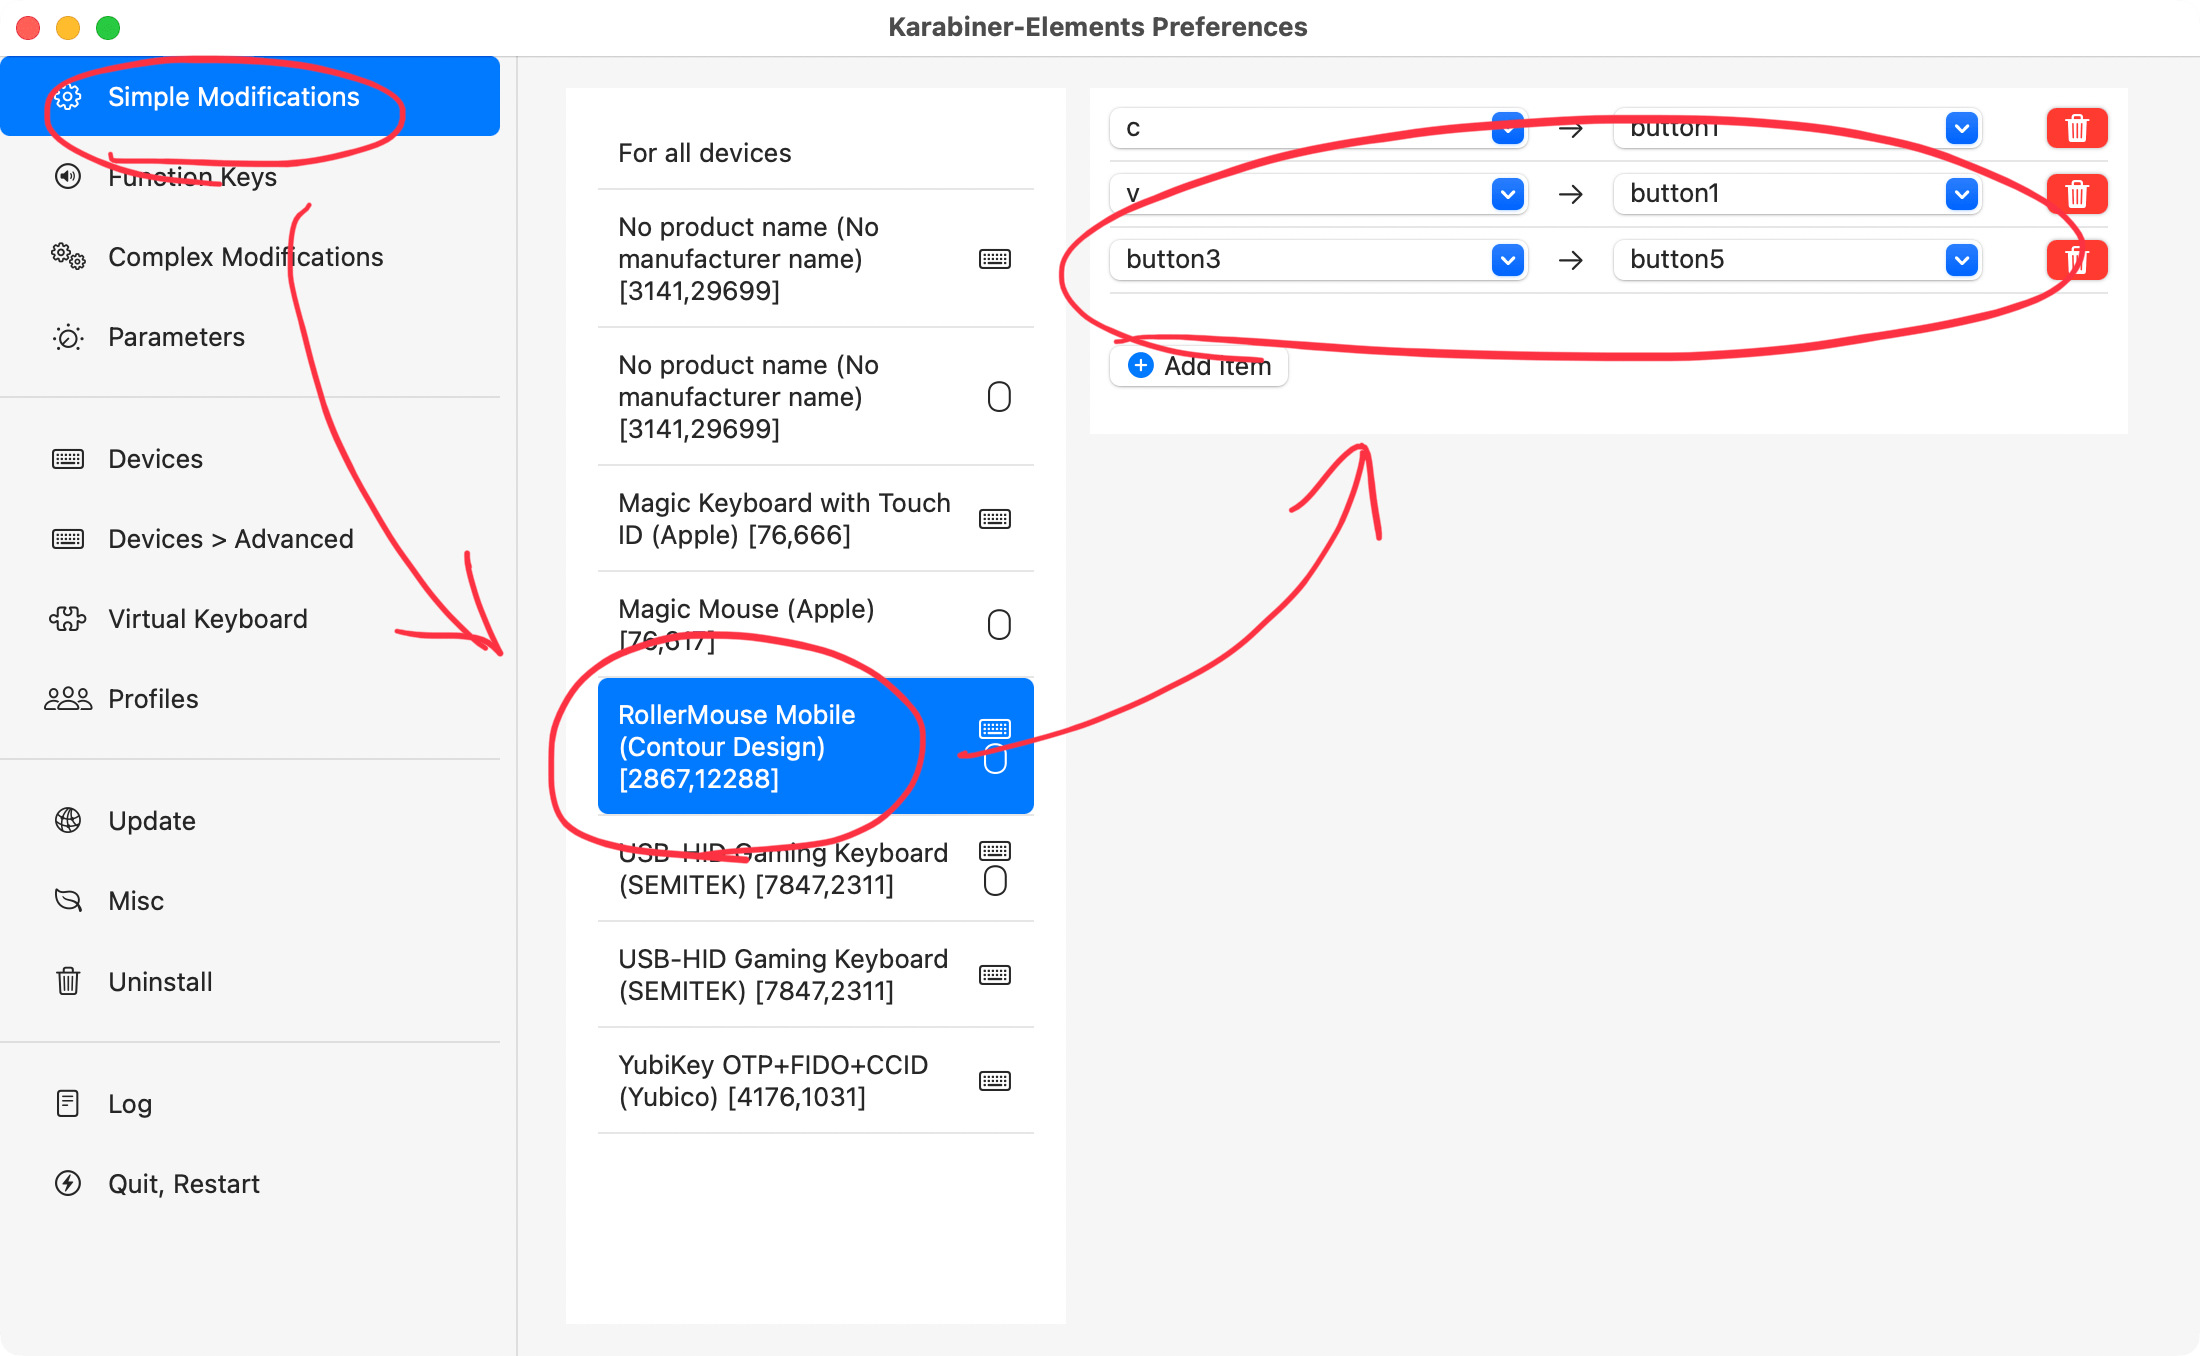 Karabiner-Elements Preferences
Simple Modifications
Function Keys
Complex Modifications
Parameters
Devices
Devices > Advanced
Virtual Keyboard
Profiles
Update
Misc
Uninstall
Log
Quit, Restart
For all devices
No product name (No
manufacturer name)
[3141,29699]
No product name (No
manufacturer name)
[3141,29699]
Magic Keyboard with Touch
ID (Apple) [76,666]
Magic Mouse (Apple)
[76,617]
RollerMouse Mobile
(Contour Design)
[2867,12288]
USB-HID Gaming Keyboard
(SEMITEK) [7847,2311]
USB-HID Gaming Keyboard
(SEMITEK) [7847,2311]
YubiKey OTP+FIDO+CCID
(Yubico) [4176,1031]
c → button1
v → button1
button3 → button5
Add item